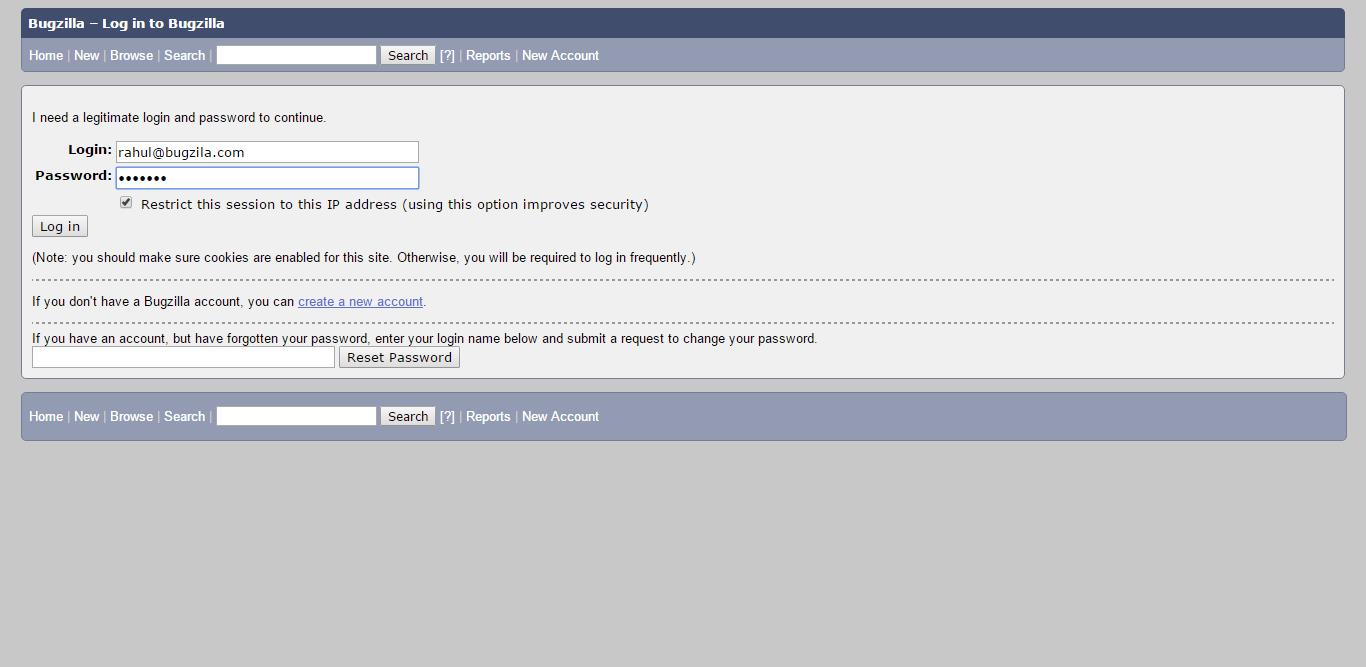 Bugzilla – Log in to Bugzilla
Home | New | Browse | Search | Search [?] | Reports | New Account
I need a legitimate login and password to continue.
Login: rahul@bugzila.com
Password: •••••••
Restrict this session to this IP address (using this option improves security)
Log in
(Note: you should make sure cookies are enabled for this site. Otherwise, you will be required to log in frequently.)
If you don't have a Bugzilla account, you can create a new account.
If you have an account, but have forgotten your password, enter your login name below and submit a request to change your password.
Reset Password
Home | New | Browse | Search | Search [?] | Reports | New Account